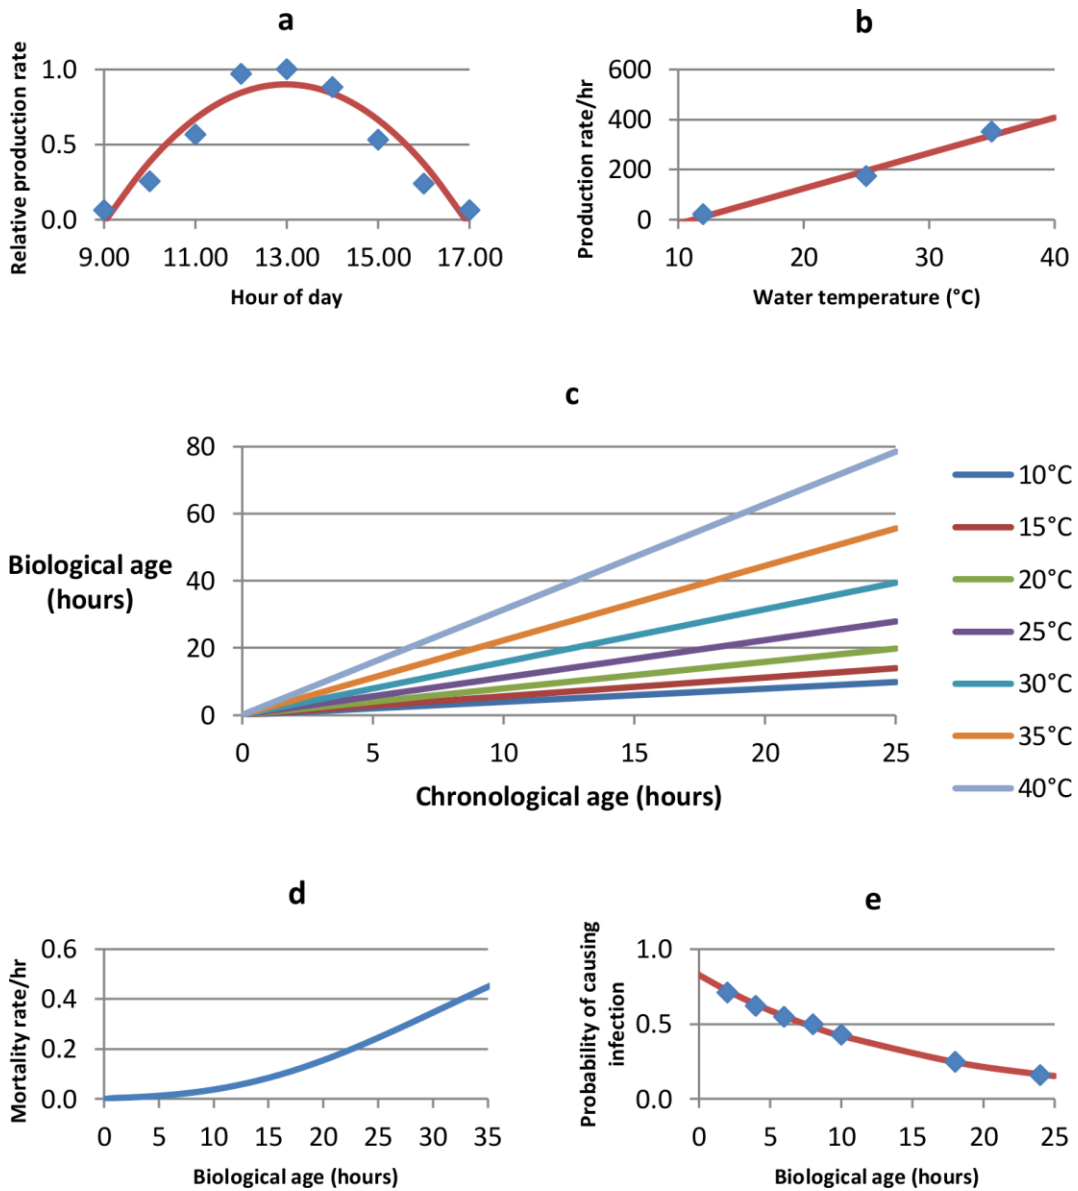 a
Relative production rate
1.0
0.5
0.0
9.00 11.00 13.00 15.00 17.00
Hour of day
b
Production rate/hr
600
400
200
0
10 20 30 40
Water temperature (°C)
c
Biological age
(hours)
80
60
40
20
0
0 5 10 15 20 25
Chronological age (hours)
10°C
15°C
20°C
25°C
30°C
35°C
40°C
d
Mortality rate/hr
0.6
0.4
0.2
0.0
0 5 10 15 20 25 30 35
Biological age (hours)
e
Probability of causing
infection
1.0
0.5
0.0
0 5 10 15 20 25
Biological age (hours)